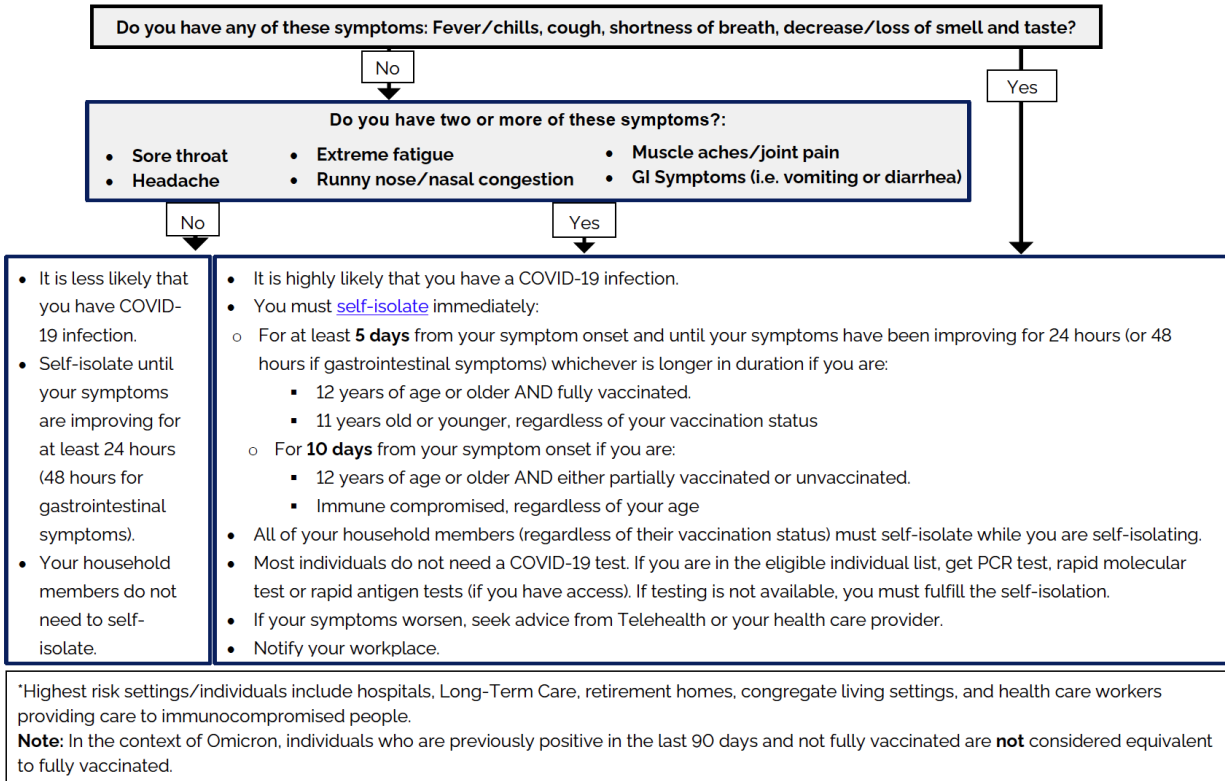 Do you have any of these symptoms: Fever/chills, cough, shortness of breath, decrease/loss of smell and taste?
No
Yes
Do you have two or more of these symptoms?:
• Sore throat
• Headache
• Extreme fatigue
• Runny nose/nasal congestion
• Muscle aches/joint pain
• GI Symptoms (i.e. vomiting or diarrhea)
No
Yes
• It is less likely that
you have COVID-
19 infection.
• Self-isolate until
your symptoms
are improving for
at least 24 hours
(48 hours for
gastrointestinal
symptoms).
• Your household
members do not
need to self-
isolate.
• It is highly likely that you have a COVID-19 infection.
• You must self-isolate immediately:
o For at least 5 days from your symptom onset and until your symptoms have been improving for 24 hours (or 48
hours if gastrointestinal symptoms) whichever is longer in duration if you are:
▪ 12 years of age or older AND fully vaccinated.
▪ 11 years old or younger, regardless of your vaccination status
o For 10 days from your symptom onset if you are:
▪ 12 years of age or older AND either partially vaccinated or unvaccinated.
▪ Immune compromised, regardless of your age
• All of your household members (regardless of their vaccination status) must self-isolate while you are self-isolating.
• Most individuals do not need a COVID-19 test. If you are in the eligible individual list, get PCR test, rapid molecular
test or rapid antigen tests (if you have access). If testing is not available, you must fulfill the self-isolation.
• If your symptoms worsen, seek advice from Telehealth or your health care provider.
• Notify your workplace.
*Highest risk settings/individuals include hospitals, Long-Term Care, retirement homes, congregate living settings, and health care workers
providing care to immunocompromised people.
Note: In the context of Omicron, individuals who are previously positive in the last 90 days and not fully vaccinated are not considered equivalent
to fully vaccinated.